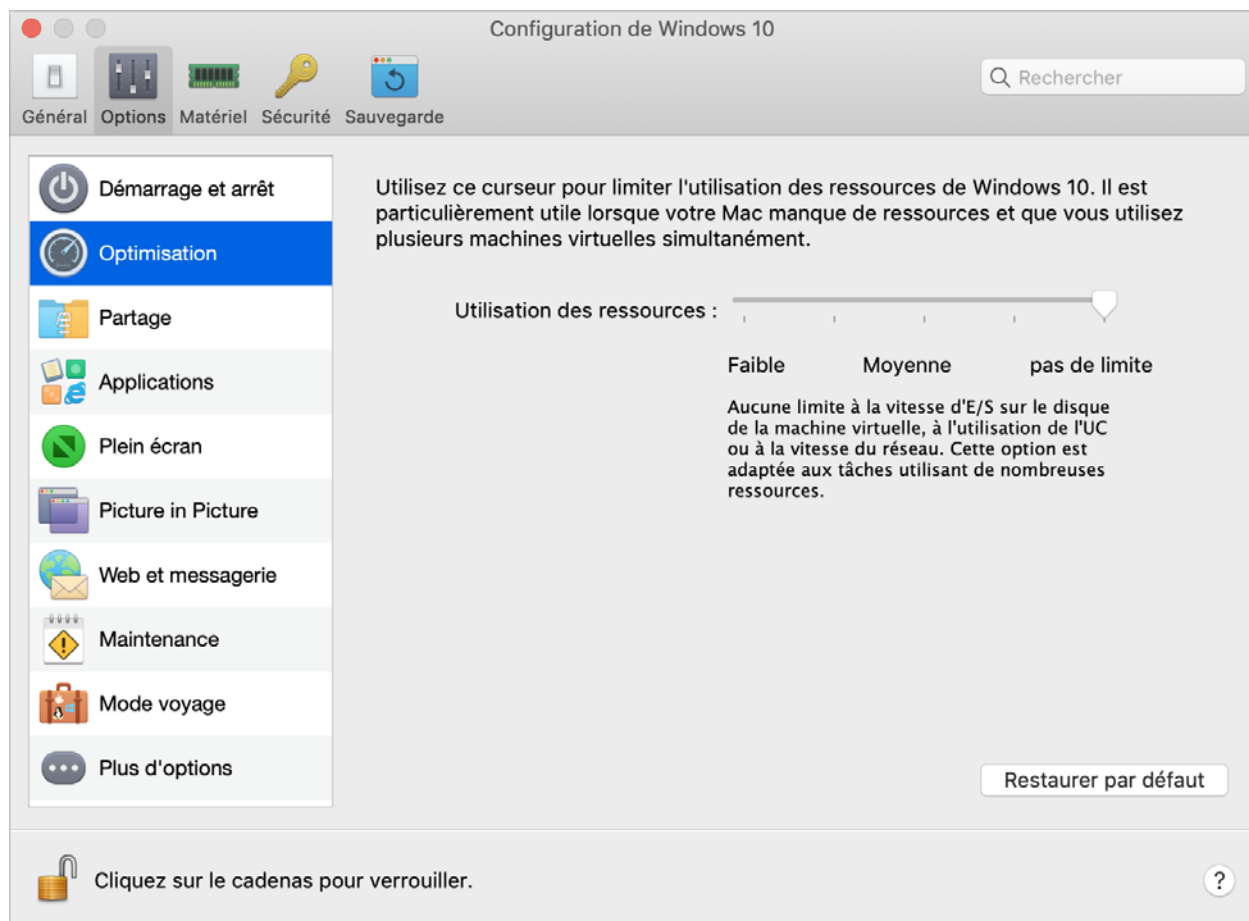 Configuration de Windows 10
Général Options Matériel Sécurité Sauvegarde
Rechercher
Démarrage et arrêt
Optimisation
Partage
Applications
Plein écran
Picture in Picture
Web et messagerie
Maintenance
Mode voyage
Plus d'options
Utilisez ce curseur pour limiter l'utilisation des ressources de Windows 10. Il est
particulièrement utile lorsque votre Mac manque de ressources et que vous utilisez
plusieurs machines virtuelles simultanément.
Utilisation des ressources :
Faible Moyenne pas de limite
Aucune limite à la vitesse d'E/S sur le disque
de la machine virtuelle, à l'utilisation de l'UC
ou à la vitesse du réseau. Cette option est
adaptée aux tâches utilisant de nombreuses
ressources.
Restaurer par défaut
Cliquez sur le cadenas pour verrouiller.
?